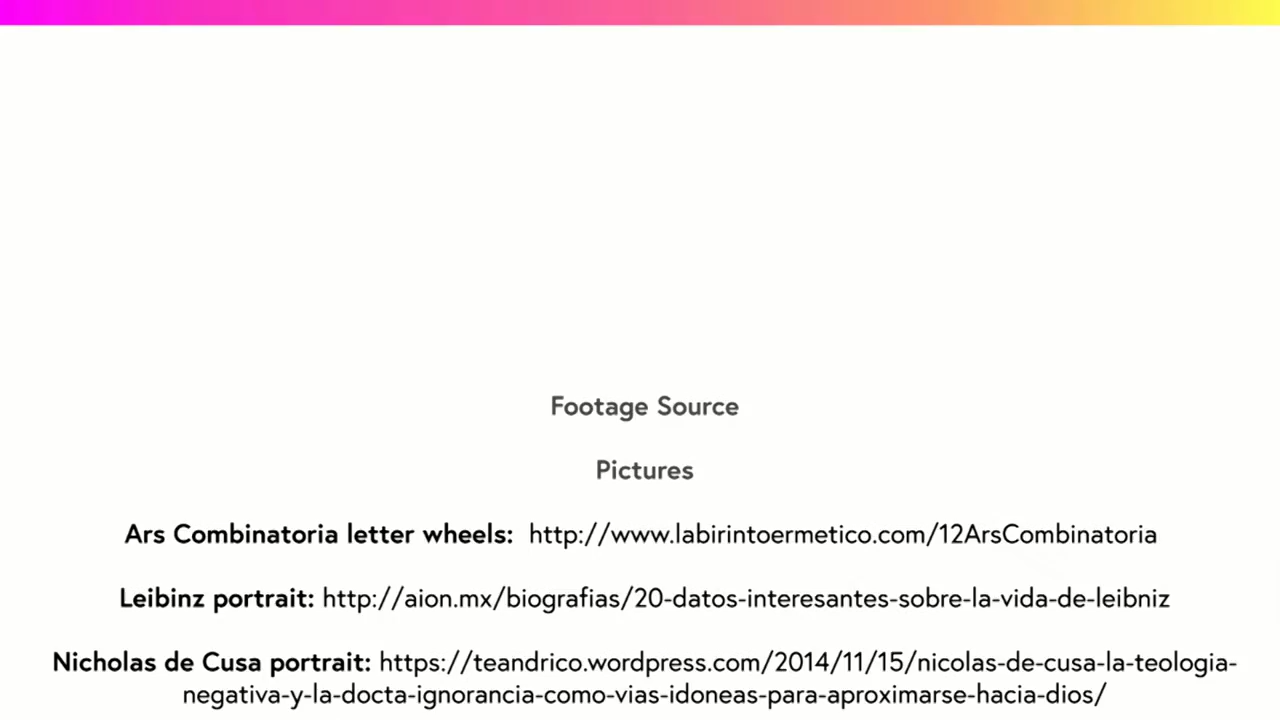 Footage Source
Pictures
Ars Combinatoria letter wheels: http://www.labirintoermetico.com/12ArsCombinatoria
Leibinz portrait: http://aion.mx/biografias/20-datos-interesantes-sobre-la-vida-de-leibniz
Nicholas de Cusa portrait: https://teandrico.wordpress.com/2014/11/15/nicolas-de-cusa-la-teologia-
negativa-y-la-docta-ignorancia-como-vias-idoneas-para-aproximarse-hacia-dios/